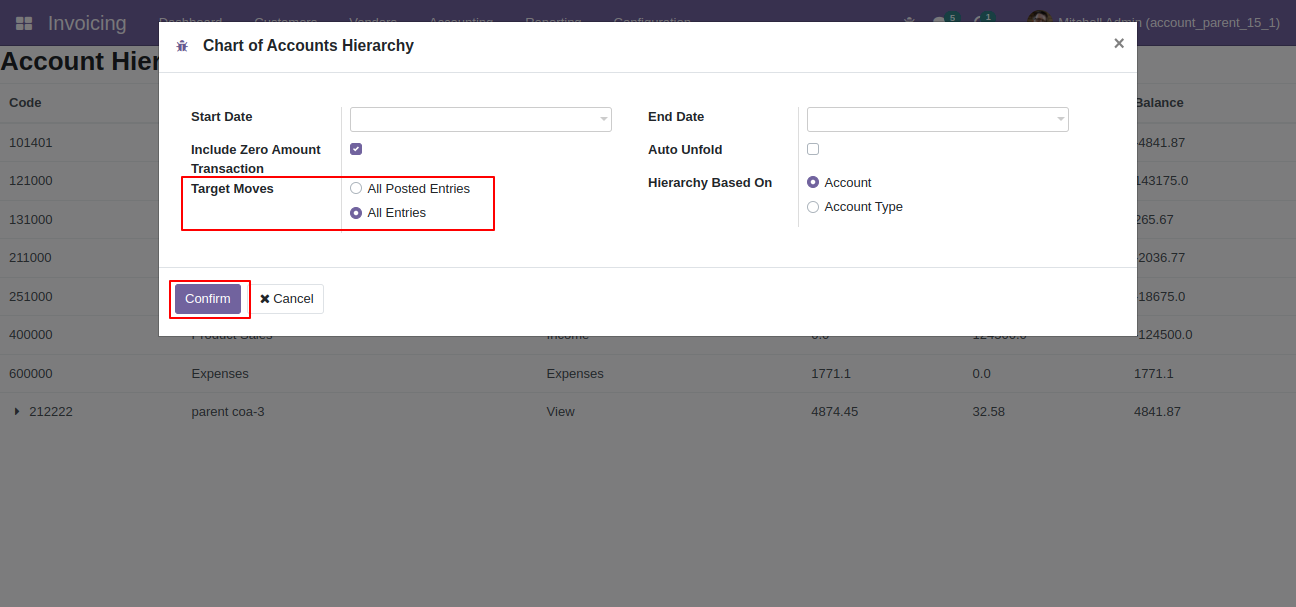 Invoicing Dashboard Customers Vendors Accounting Reporting Configuration 5 1 Mitchell Admin (account_parent_15_1)
Chart of Accounts Hierarchy ×
Account Hier
Code Balance
Start Date End Date
Include Zero Amount Transaction Auto Unfold
Target Moves All Posted Entries
All Entries
Hierarchy Based On Account
Account Type
Confirm Cancel
101401 -4841.87
121000 143175.0
131000 265.67
211000 -2036.77
251000 -18675.0
400000 Product Sales Income 0.0 124500.0 -124500.0
600000 Expenses Expenses 1771.1 0.0 1771.1
212222 parent coa-3 View 4874.45 32.58 4841.87